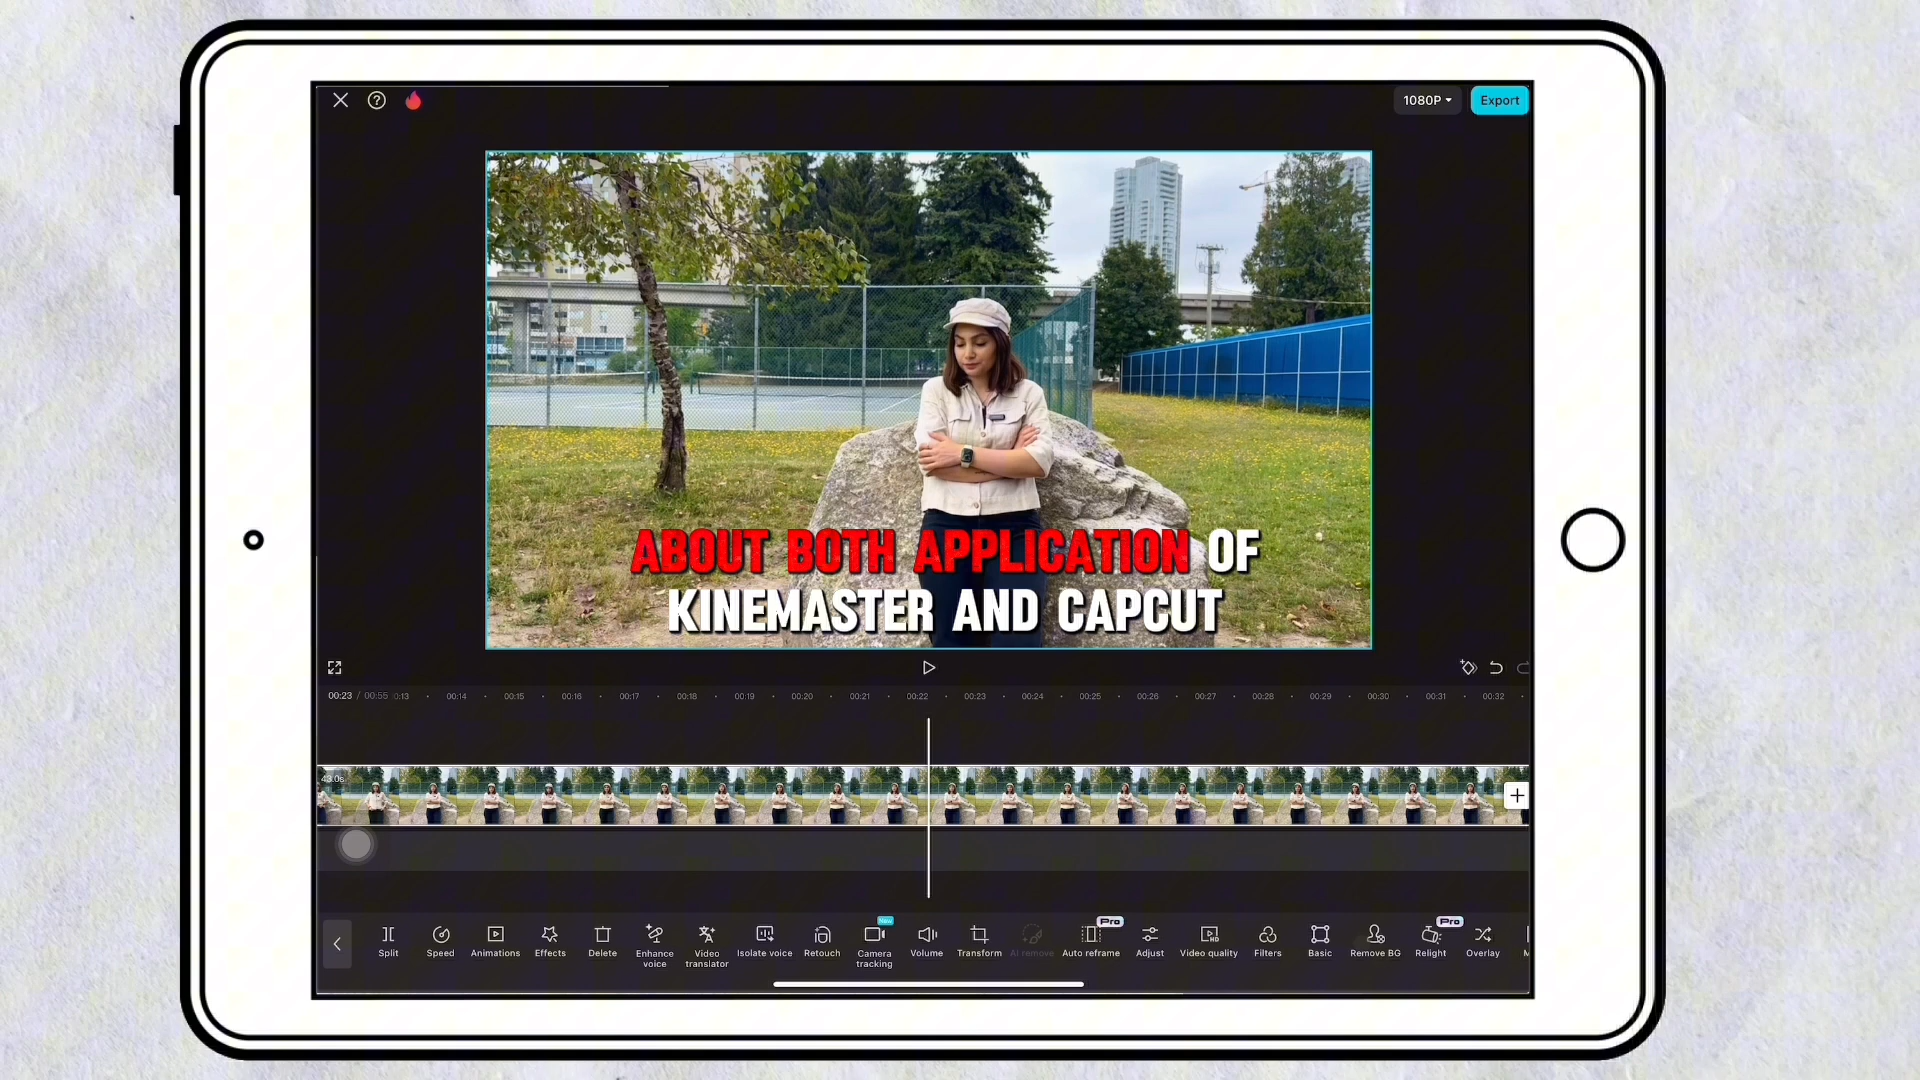 1080P
Export
ABOUT BOTH APPLICATION OF
KINEMASTER AND CAPCUT
00:23 / 00:55 0:13 00:14 00:15 00:16 00:17 00:18 00:19 00:20 00:21 00:22 00:23 00:24 00:25 00:26 00:27 00:28 00:29 00:30 00:31 00:32
43.0s
New
Pro
Pro
Split Speed Animations Effects Delete Enhance voice Video translator Isolate voice Retouch Camera tracking Volume Transform AI remove Auto reframe Adjust Video quality Filters Basic Remove BG Relight Overlay